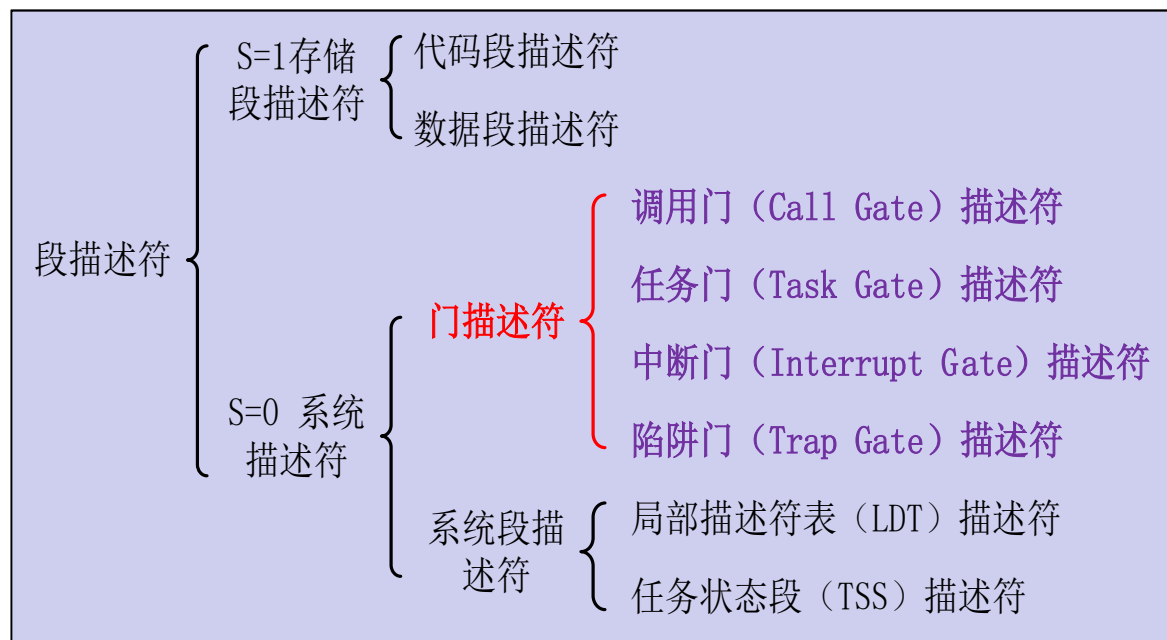 S=1存储
段描述符
代码段描述符
数据段描述符
段描述符
S=0 系统
描述符
门描述符
调用门（Call Gate）描述符
任务门（Task Gate）描述符
中断门（Interrupt Gate）描述符
陷阱门（Trap Gate）描述符
系统段描
述符
局部描述符表（LDT）描述符
任务状态段（TSS）描述符